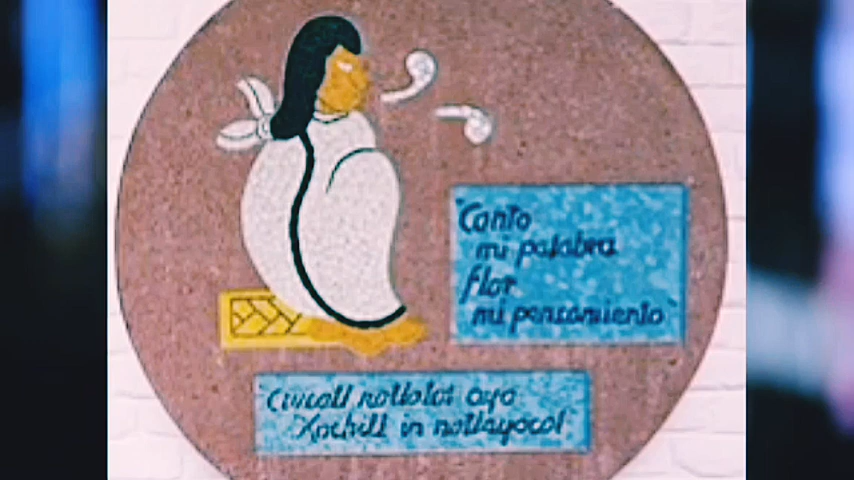 "Canto
mi palabra
flor
mi pensamiento"
Cuicatl notlatol ayo
Xochitl in notlayocol